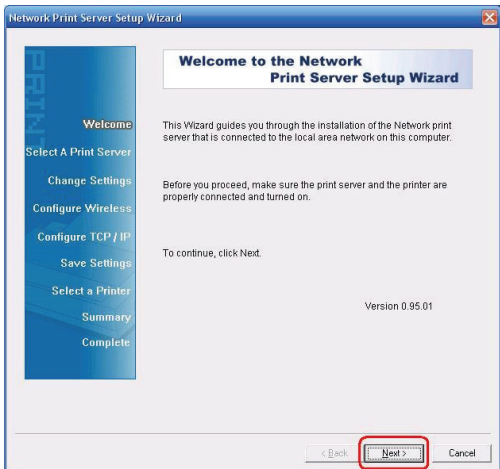 Network Print Server Setup Wizard
PRINT
Welcome
Select A Print Server
Change Settings
Configure Wireless
Configure TCP / IP
Save Settings
Select a Printer
Summary
Complete
Welcome to the Network
Print Server Setup Wizard
This Wizard guides you through the installation of the Network print
server that is connected to the local area network on this computer.
Before you proceed, make sure the print server and the printer are
properly connected and turned on.
To continue, click Next.
Version 0.95.01
< Back
Next >
Cancel